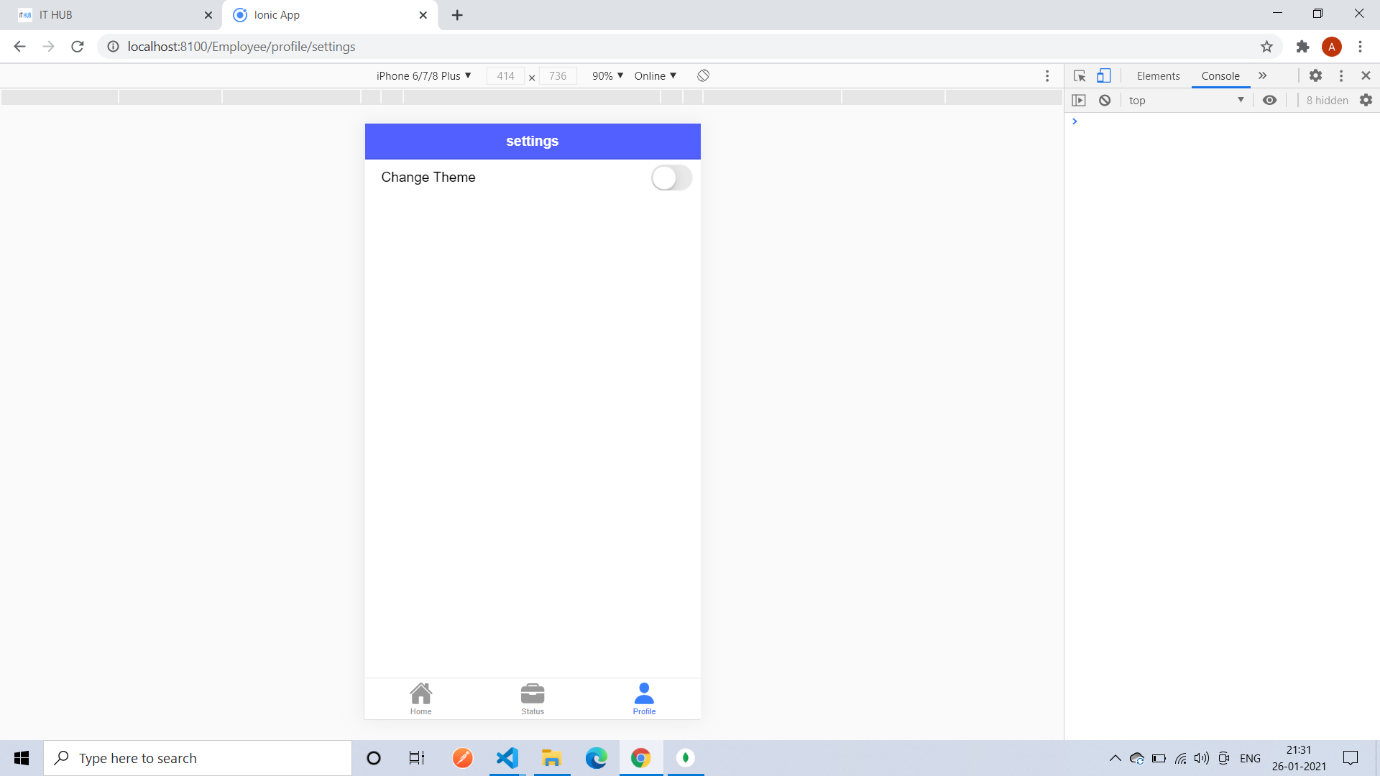 IT HUB
Ionic App
localhost:8100/Employee/profile/settings
A
iPhone 6/7/8 Plus ▼ 414 x 736 90% ▼ Online ▼
Elements Console »
top ▼ 8 hidden
settings
Change Theme
Home Status Profile
Type here to search
ENG
21:31
26-01-2021